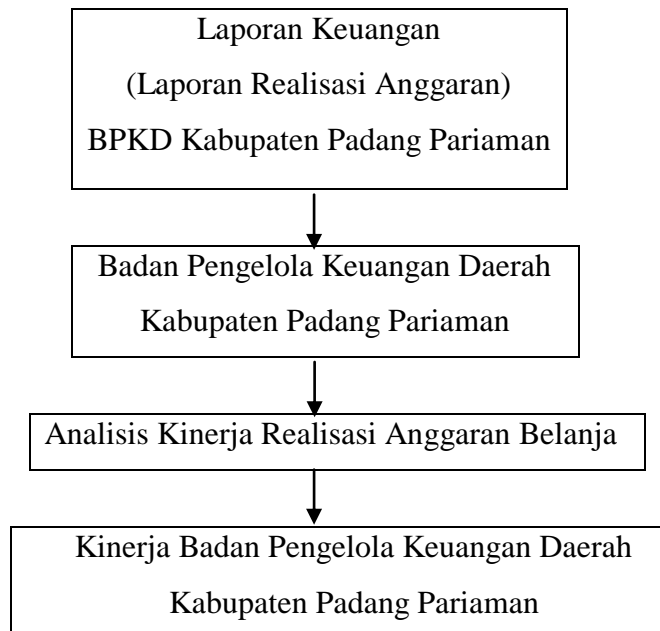 Laporan Keuangan
(Laporan Realisasi Anggaran)
BPKD Kabupaten Padang Pariaman
Badan Pengelola Keuangan Daerah
Kabupaten Padang Pariaman
Analisis Kinerja Realisasi Anggaran Belanja
Kinerja Badan Pengelola Keuangan Daerah
Kabupaten Padang Pariaman